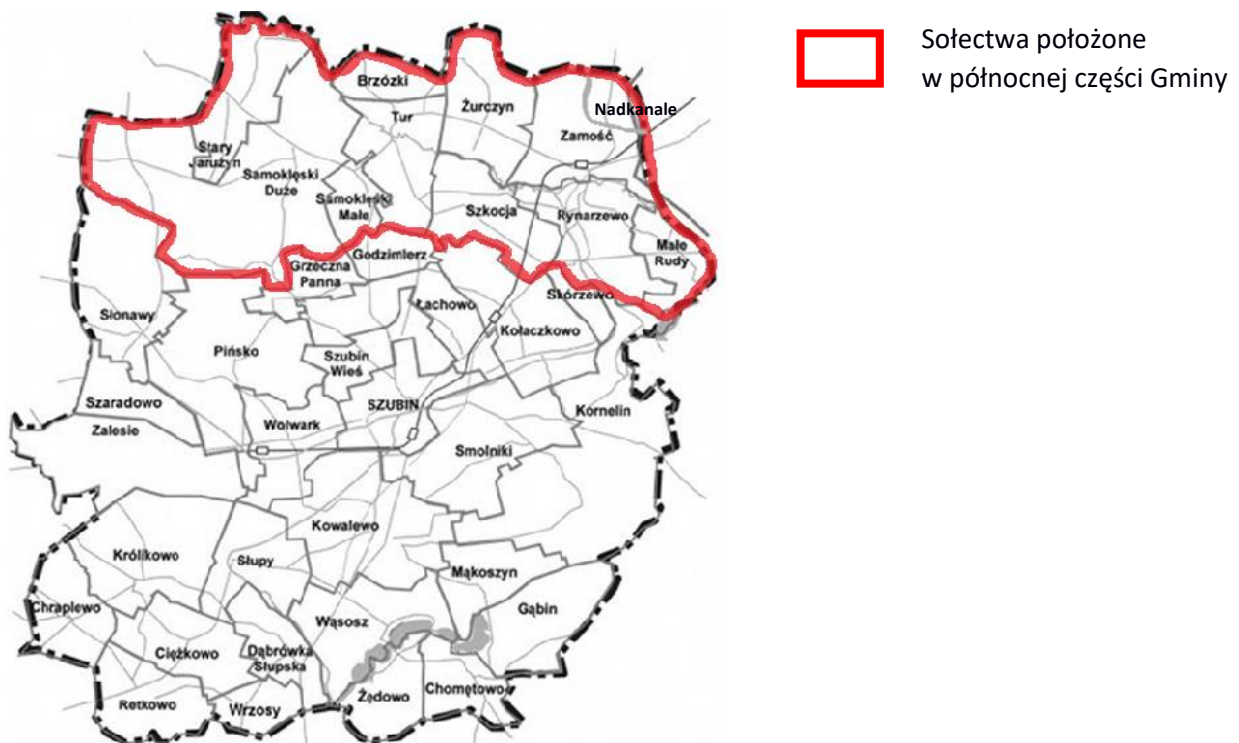 Sołectwa położone
w północnej części Gminy
Brzózki
Nadkanale
Żurczyn
Tur
Zamość
Stary
Jarużyn
Samoklęski
Duże
Samoklęski
Małe
Szkocja
Rynarzewo
Małe
Rudy
Godzimierz
Grzeczna
Panna
Skórzewo
Łachowo
Słonawy
Kołaczkowo
Pińsko
Szubin
Wieś
Szaradowo
SZUBIN
Kornelin
Zalesie
Wolwark
Smolniki
Kowalewo
Królikowo
Słupy
Mąkoszyn
Chraplewo
Gąbin
Wąsosz
Ciężkowo
Dąbrówka
Słupska
Żędowo
Chomętowo
Retkowo
Wrzosy